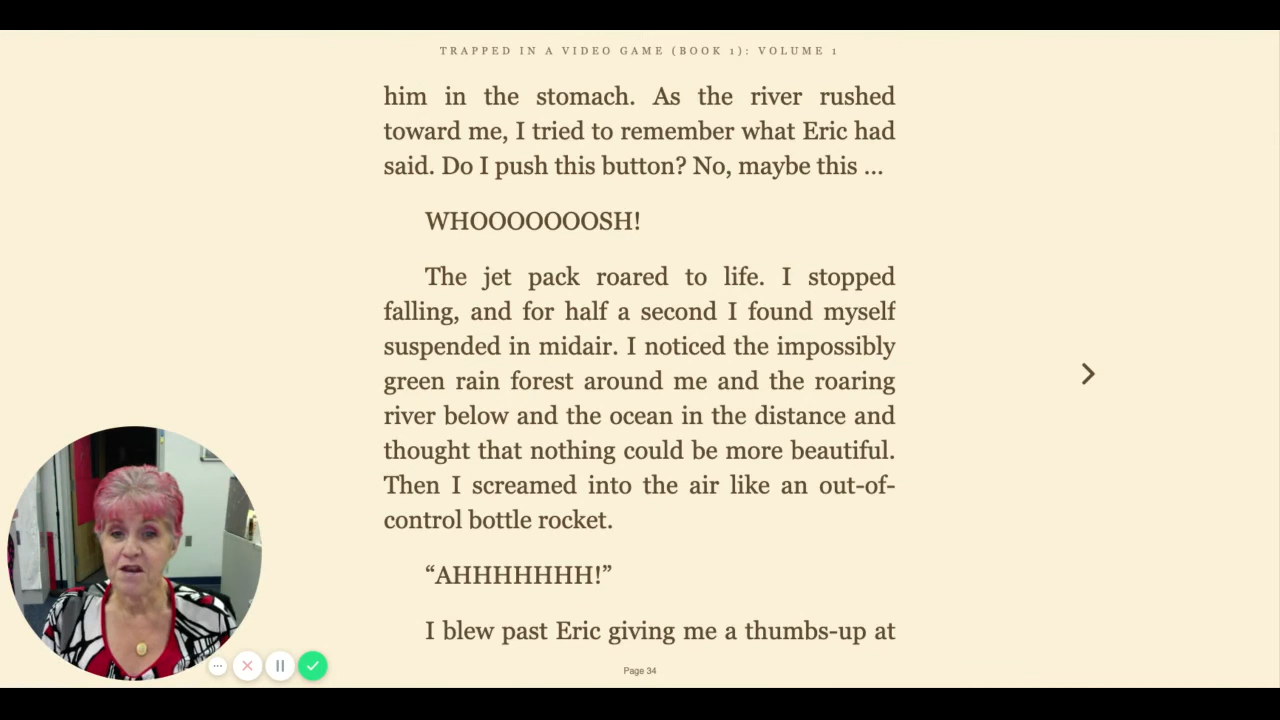 TRAPPED IN A VIDEO GAME (BOOK 1): VOLUME 1
him in the stomach. As the river rushed
toward me, I tried to remember what Eric had
said. Do I push this button? No, maybe this ...
WHOOOOOOOSH!
The jet pack roared to life. I stopped
falling, and for half a second I found myself
suspended in midair. I noticed the impossibly
green rain forest around me and the roaring
river below and the ocean in the distance and
thought that nothing could be more beautiful.
Then I screamed into the air like an out-of-
control bottle rocket.
“AHHHHHHH!”
I blew past Eric giving me a thumbs-up at
Page 34